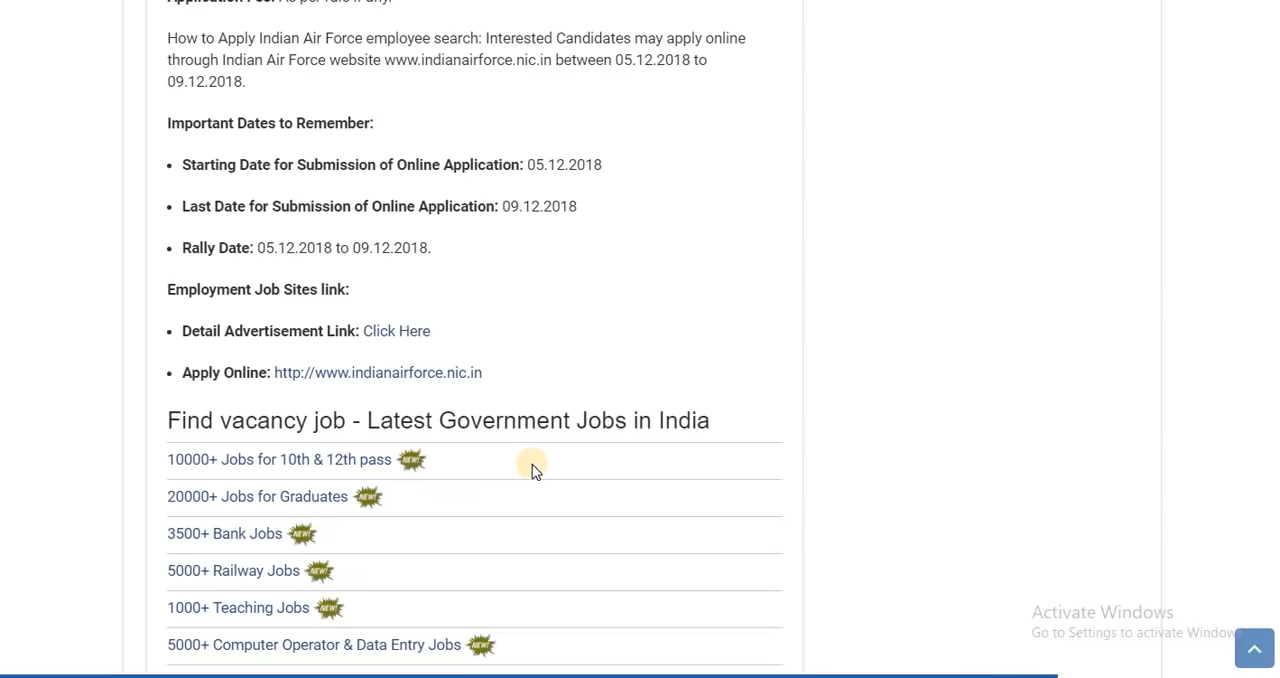 How to Apply Indian Air Force employee search: Interested Candidates may apply online
through Indian Air Force website www.indianairforce.nic.in between 05.12.2018 to
09.12.2018.
Important Dates to Remember:
• Starting Date for Submission of Online Application: 05.12.2018
• Last Date for Submission of Online Application: 09.12.2018
• Rally Date: 05.12.2018 to 09.12.2018.
Employment Job Sites link:
• Detail Advertisement Link: Click Here
• Apply Online: http://www.indianairforce.nic.in
Find vacancy job - Latest Government Jobs in India
10000+ Jobs for 10th & 12th pass NEW!
20000+ Jobs for Graduates NEW!
3500+ Bank Jobs NEW!
5000+ Railway Jobs NEW!
1000+ Teaching Jobs NEW!
5000+ Computer Operator & Data Entry Jobs NEW!
Activate Windows
Go to Settings to activate Windows